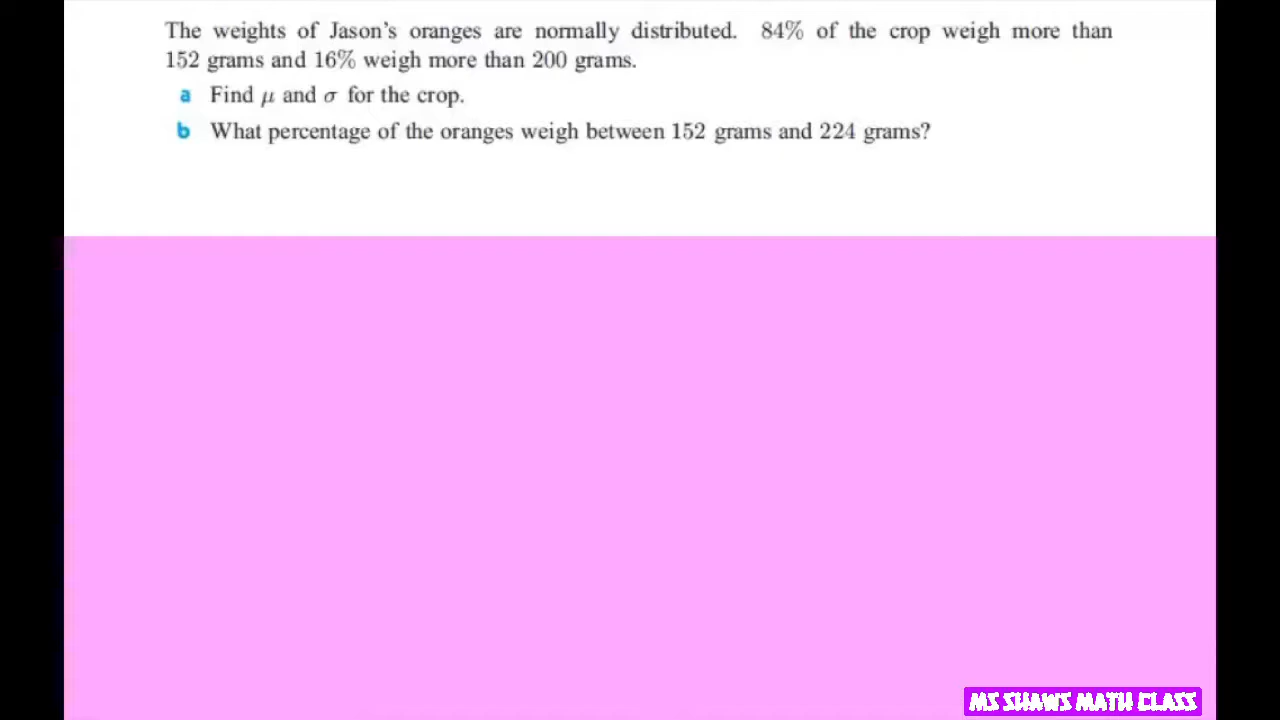 The weights of Jason's oranges are normally distributed. 84% of the crop weigh more than
152 grams and 16% weigh more than 200 grams.
a Find μ and σ for the crop.
b What percentage of the oranges weigh between 152 grams and 224 grams?
MS SHAWS MATH CLASS